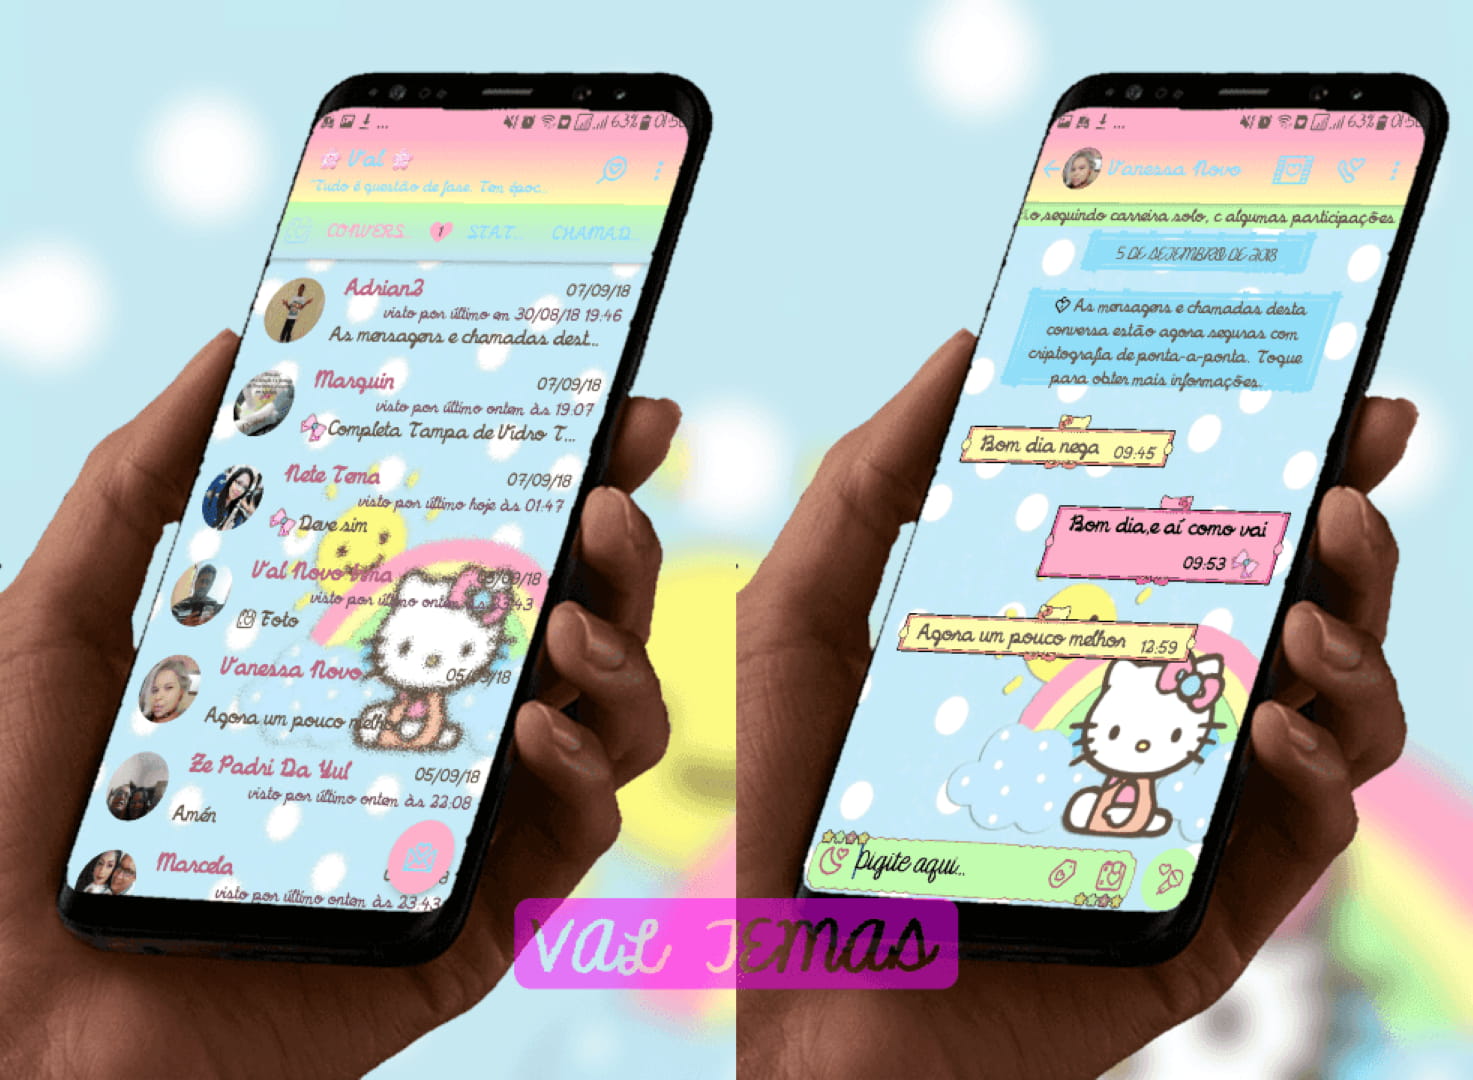 63% 01:50
Val
"Tudo é questão de fase. Tem époc...
CONVERS... 1 STAT... CHAMAD...
Adrian2 07/09/18
visto por último em 30/08/18 19:46
As mensagens e chamadas dest...
Marquin 07/09/18
visto por último ontem às 19:07
Completa Tampa de Vidro T...
Nete Tema 07/09/18
visto por último hoje às 01:47
Deve sim
Val Novo
visto por último ontem às 23:43
Foto
Vanessa Novo 05/09/18
Agora um pouco melho
Ze Padri Da Yul 05/09/18
visto por último ontem às 22:08
Amén
Marcela
visto por último ontem às 23:43
63% 01:50
Vanessa Novo
o seguindo carreira solo, c algumas participações
5 DE SETEMBRO DE 2018
As mensagens e chamadas desta
conversa estão agora seguras com
criptografia de ponta-a-ponta. Toque
para obter mais informações.
Bom dia nega 09:45
Bom dia,e aí como vai
09:53
Agora um pouco melhor 12:59
Digite aqui...
VAL TEMAS